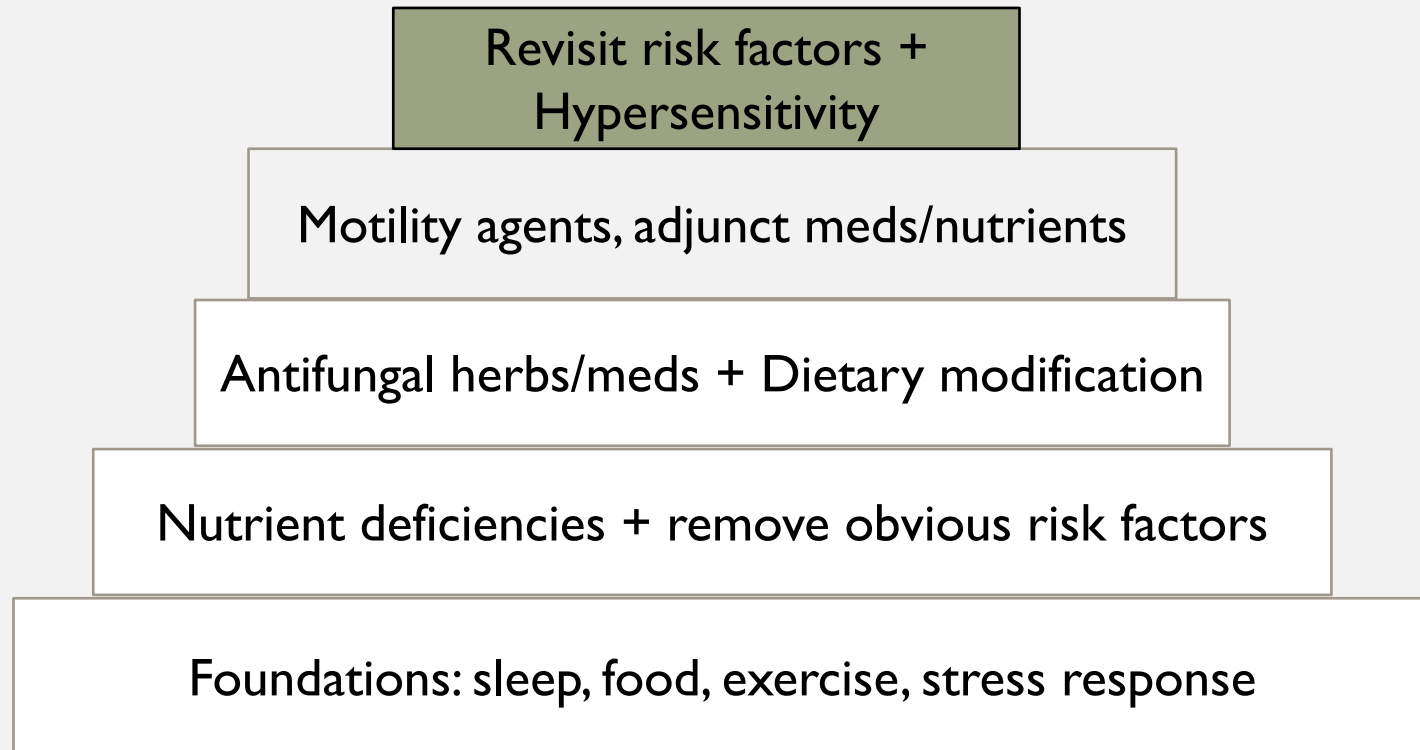 Revisit risk factors +
Hypersensitivity
Motility agents, adjunct meds/nutrients
Antifungal herbs/meds + Dietary modification
Nutrient deficiencies + remove obvious risk factors
Foundations: sleep, food, exercise, stress response